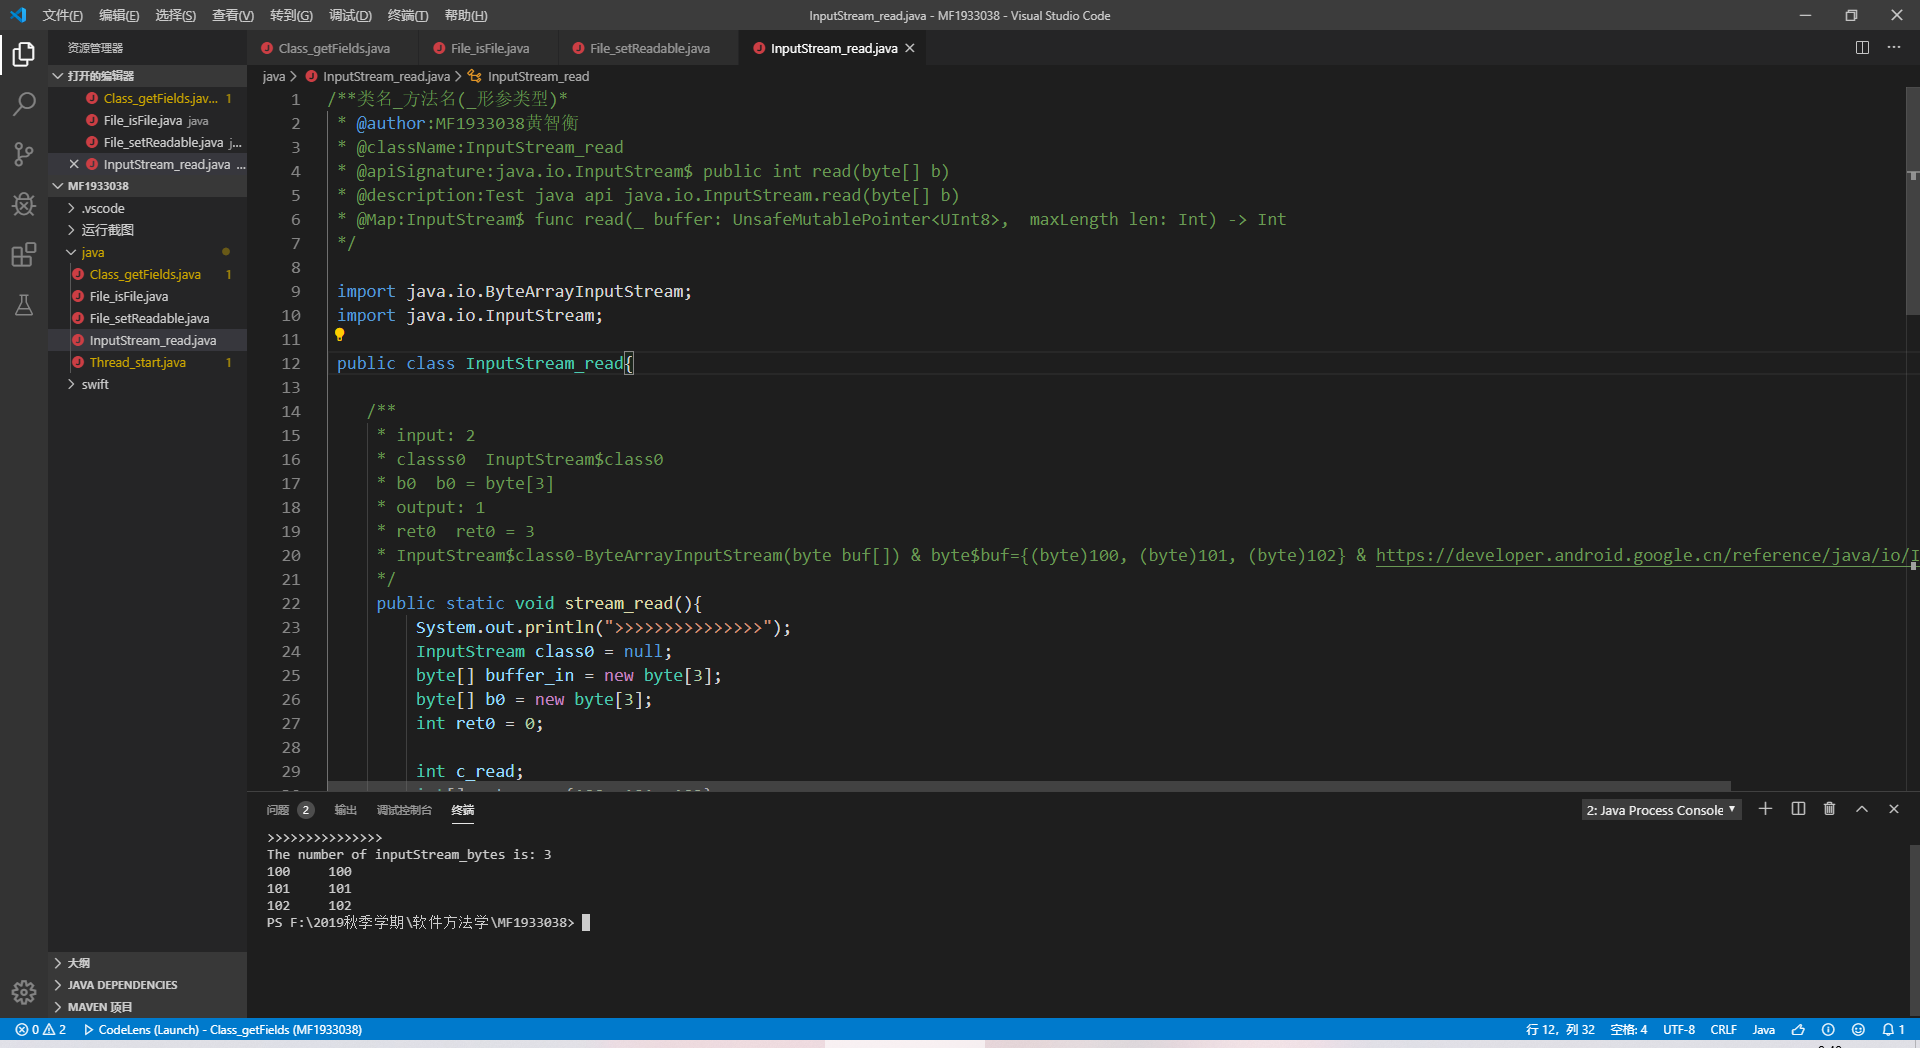 文件(F) 编辑(E) 选择(S) 查看(V) 转到(G) 调试(D) 终端(T) 帮助(H) InputStream_read.java - MF1933038 - Visual Studio Code
资源管理器
Class_getFields.java File_isFile.java File_setReadable.java InputStream_read.java
打开的编辑器
Class_getFields.jav... 1
File_isFile.java java
File_setReadable.java j...
InputStream_read.java ...
MF1933038
.vscode
运行截图
java
Class_getFields.java 1
File_isFile.java
File_setReadable.java
InputStream_read.java
Thread_start.java 1
swift
大纲
JAVA DEPENDENCIES
MAVEN 项目
java > InputStream_read.java > InputStream_read
1 /**类名_方法名(_形参类型)*
2 * @author:MF1933038黄智衡
3 * @className:InputStream_read
4 * @apiSignature:java.io.InputStream$ public int read(byte[] b)
5 * @description:Test java api java.io.InputStream.read(byte[] b)
6 * @Map:InputStream$ func read(_ buffer: UnsafeMutablePointer<UInt8>,  maxLength len: Int) -> Int
7 */
8
9 import java.io.ByteArrayInputStream;
10 import java.io.InputStream;
11
12 public class InputStream_read{
13
14 /**
15 * input: 2
16 * classs0  InuptStream$class0
17 * b0  b0 = byte[3]
18 * output: 1
19 * ret0  ret0 = 3
20 * InputStream$class0-ByteArrayInputStream(byte buf[]) & byte$buf={(byte)100, (byte)101, (byte)102} & https://developer.android.google.cn/reference/java/io/I
21 */
22 public static void stream_read(){
23 System.out.println(">>>>>>>>>>>>>>>");
24 InputStream class0 = null;
25 byte[] buffer_in = new byte[3];
26 byte[] b0 = new byte[3];
27 int ret0 = 0;
28
29 int c_read;
问题 2 输出 调试控制台 终端 2: Java Process Console
>>>>>>>>>>>>>>>
The number of inputStream_bytes is: 3
100 100
101 101
102 102
PS F:\2019秋季学期\软件方法学\MF1933038>
0 2 CodeLens (Launch) - Class_getFields (MF1933038) 行 12，列 32 空格: 4 UTF-8 CRLF Java 1